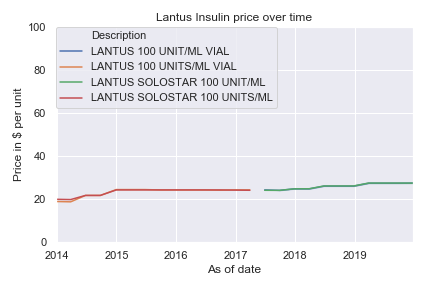 Lantus Insulin price over time
100
80
60
40
20
0
Price in $ per unit
Description
LANTUS 100 UNIT/ML VIAL
LANTUS 100 UNITS/ML VIAL
LANTUS SOLOSTAR 100 UNIT/ML
LANTUS SOLOSTAR 100 UNITS/ML
2014 2015 2016 2017 2018 2019
As of date